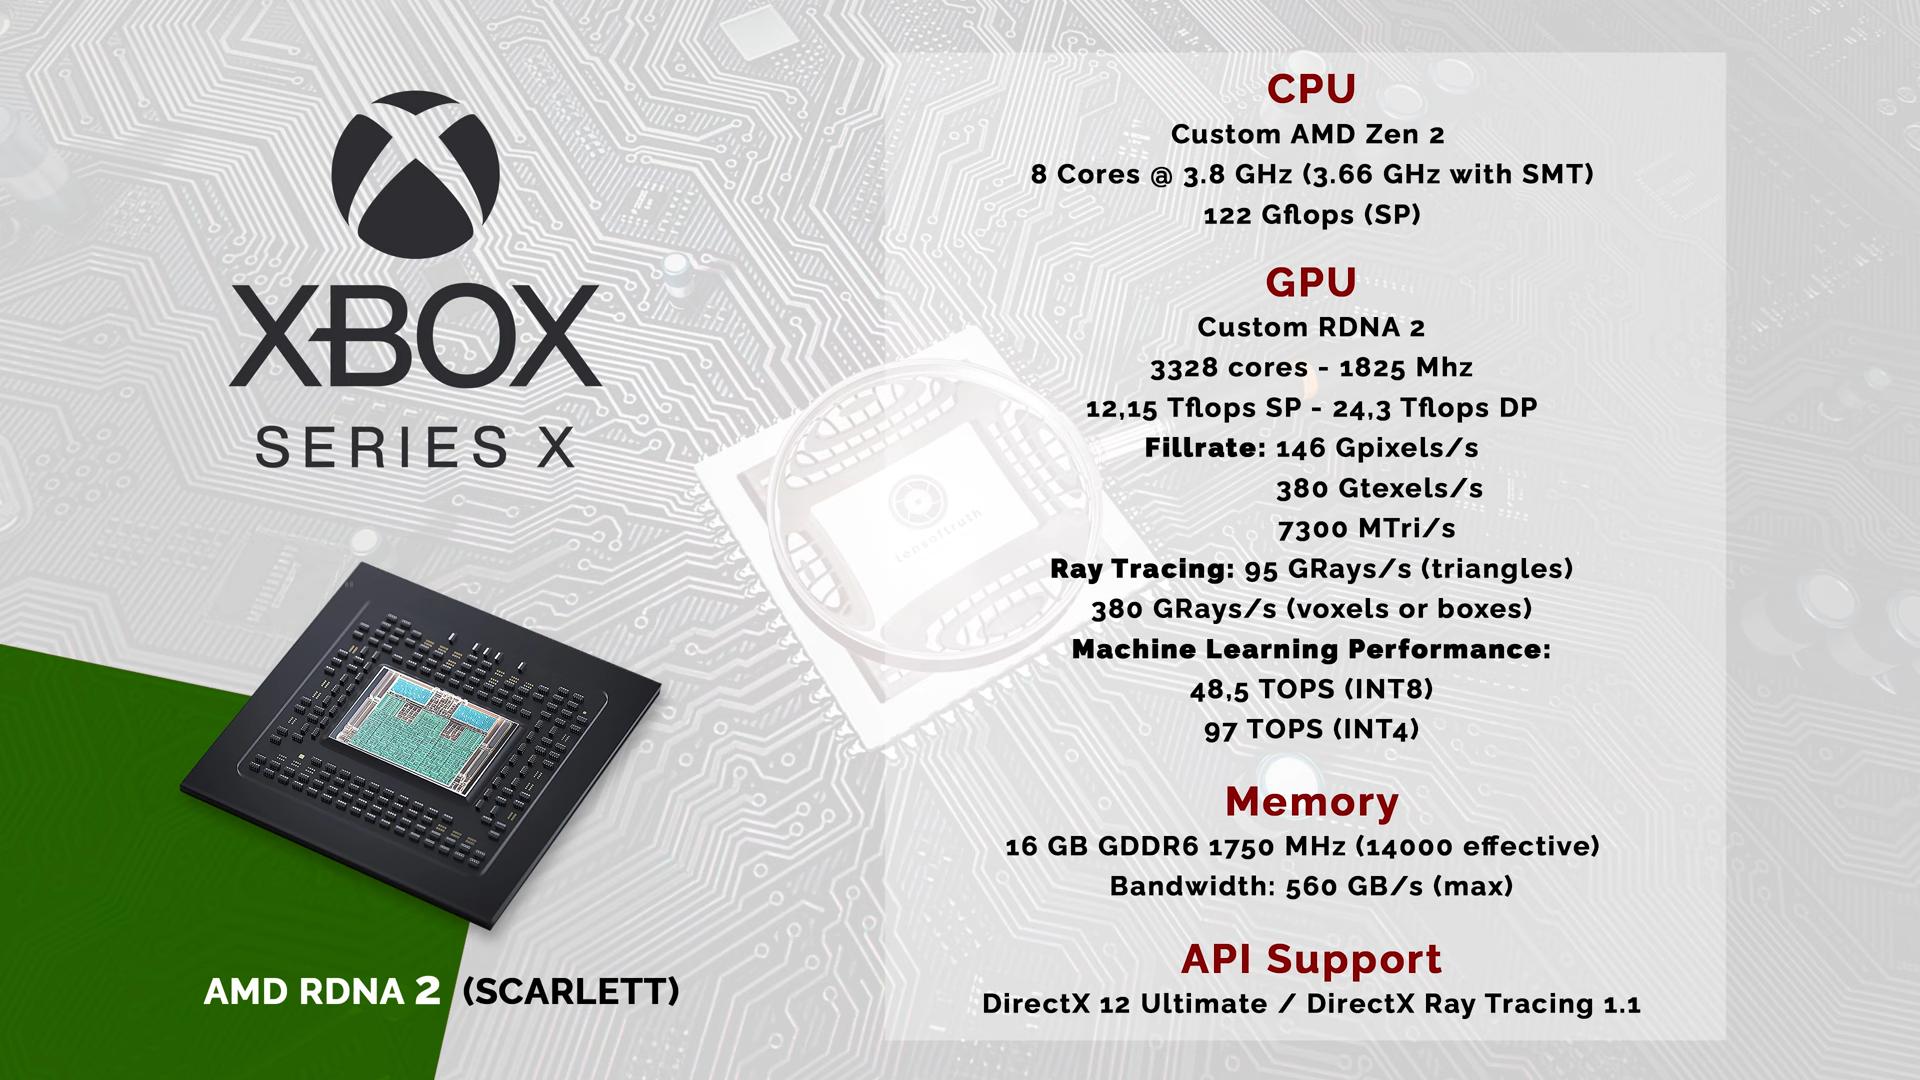 XBOX
SERIES X
AMD RDNA 2 (SCARLETT)
CPU
Custom AMD Zen 2
8 Cores @ 3.8 GHz (3.66 GHz with SMT)
122 Gflops (SP)
GPU
Custom RDNA 2
3328 cores - 1825 Mhz
12,15 Tflops SP - 24,3 Tflops DP
Fillrate: 146 Gpixels/s
380 Gtexels/s
7300 MTri/s
Ray Tracing: 95 GRays/s (triangles)
380 GRays/s (voxels or boxes)
Machine Learning Performance:
48,5 TOPS (INT8)
97 TOPS (INT4)
Memory
16 GB GDDR6 1750 MHz (14000 effective)
Bandwidth: 560 GB/s (max)
API Support
DirectX 12 Ultimate / DirectX Ray Tracing 1.1
tensoftruth